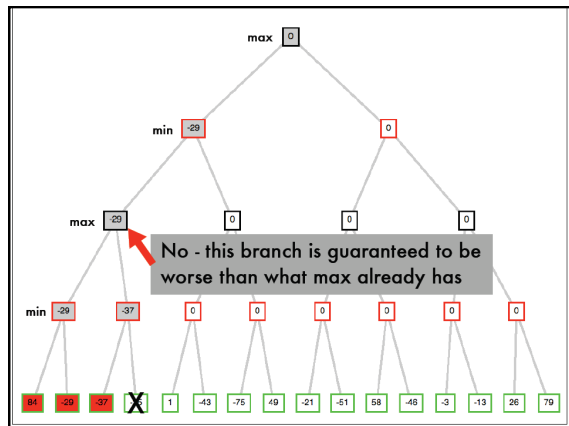 max 0
min -29 0
max -29 0 0 0
No - this branch is guaranteed to be
worse than what max already has
min -29 -37 0 0 0 0 0 0
84 -29 -37 X 1 -43 -75 49 -21 -51 58 -46 -3 -13 26 79